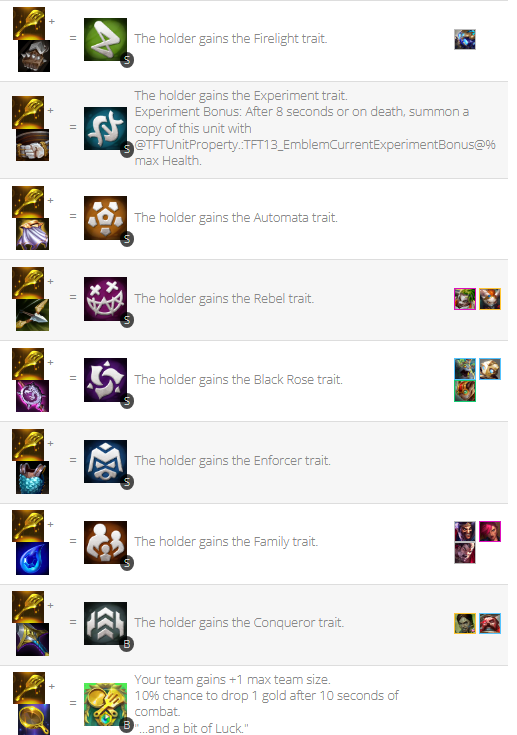 +
= S The holder gains the Firelight trait.
The holder gains the Experiment trait.
+ Experiment Bonus: After 8 seconds or on death, summon a
= copy of this unit with
S @TFTUnitProperty.:TFT13_EmblemCurrentExperimentBonus@%
max Health.
+
= S The holder gains the Automata trait.
+
= S The holder gains the Rebel trait.
+
= S The holder gains the Black Rose trait.
+
= S The holder gains the Enforcer trait.
+
= S The holder gains the Family trait.
+
= B The holder gains the Conqueror trait.
+ Your team gains +1 max team size.
= 10% chance to drop 1 gold after 10 seconds of
B combat.
"...and a bit of Luck."